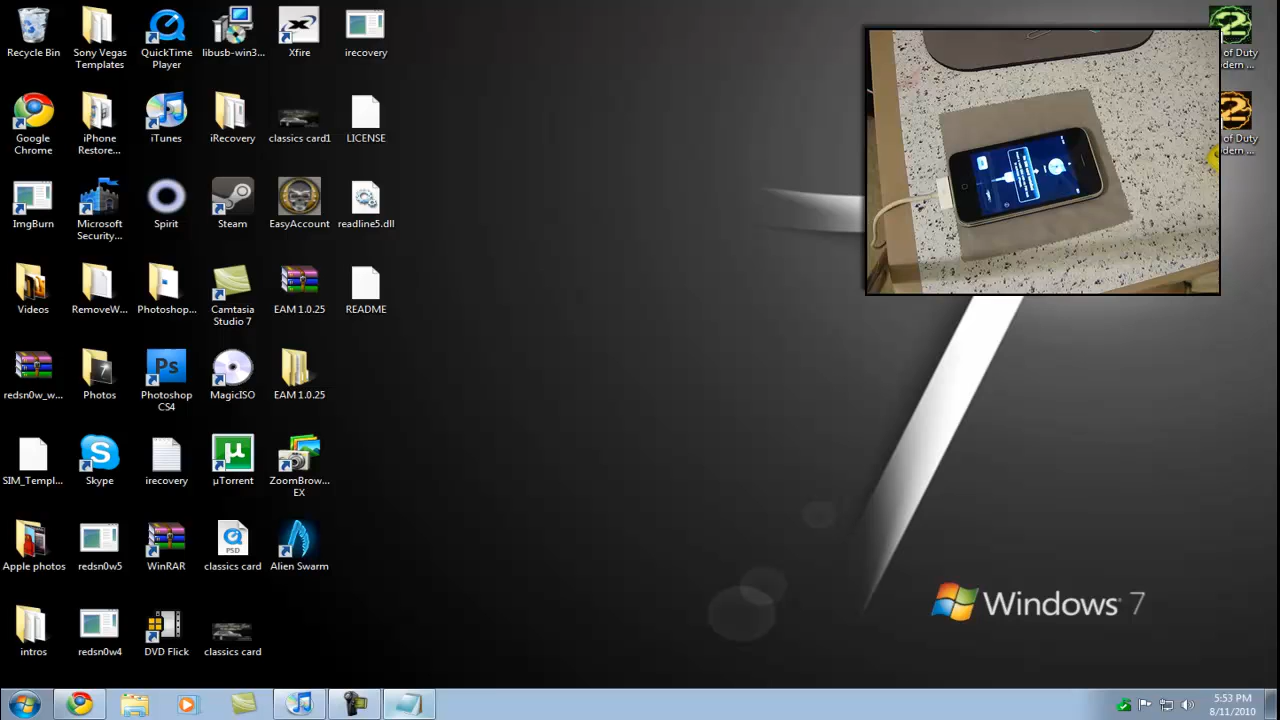 Recycle Bin
Sony Vegas
Templates
QuickTime
Player
libusb-win3...
Xfire
irecovery
of Duty
odern ...
Google
Chrome
iPhone
Restore...
iTunes
iRecovery
classics card1
LICENSE
of Duty
odern ...
ImgBurn
Microsoft
Security...
Spirit
Steam
EasyAccount
readline5.dll
Videos
RemoveW...
Photoshop...
Camtasia
Studio 7
EAM 1.0.25
README
redsn0w_w...
Photos
Ps
Photoshop
CS4
MagicISO
EAM 1.0.25
SIM_Templ...
Skype
irecovery
µTorrent
ZoomBrow...
EX
Apple photos
redsn0w5
WinRAR
PSD
classics card
Alien Swarm
intros
redsn0w4
DVD Flick
classics card
Windows 7
5:53 PM
8/11/2010